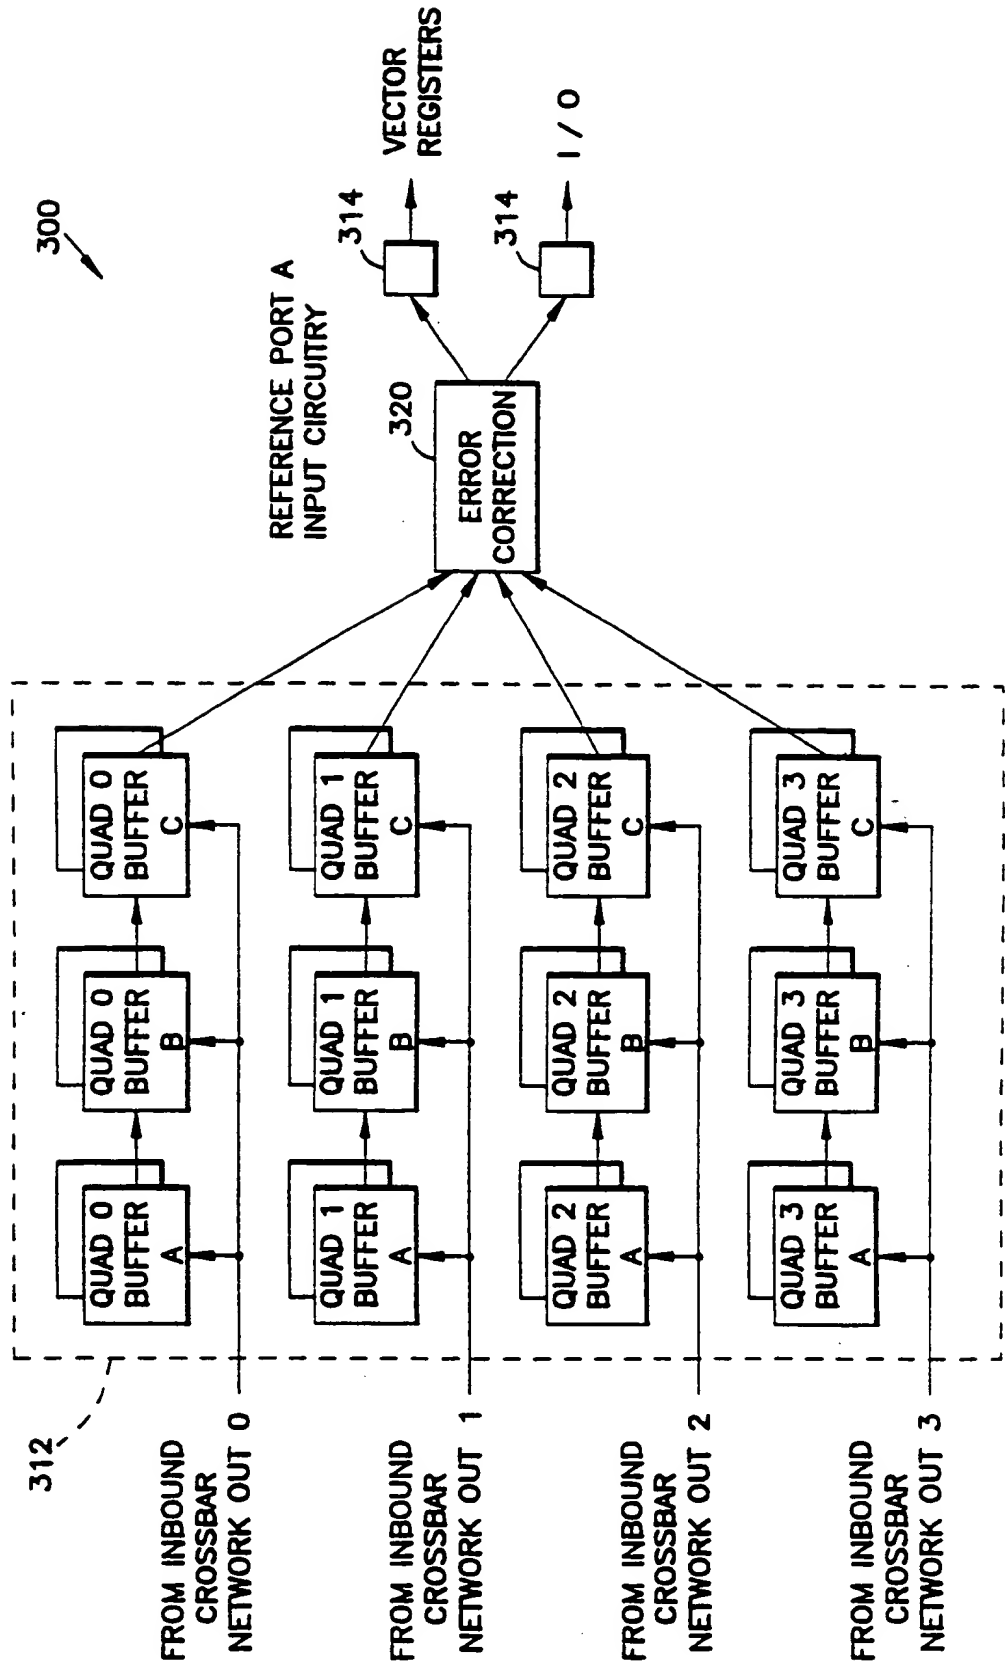 300
REFERENCE PORT A
INPUT CIRCUITRY
312
FROM INBOUND
CROSSBAR
NETWORK OUT 0
QUAD 0
BUFFER
A
QUAD 0
BUFFER
B
QUAD 0
BUFFER
C
FROM INBOUND
CROSSBAR
NETWORK OUT 1
QUAD 1
BUFFER
A
QUAD 1
BUFFER
B
QUAD 1
BUFFER
C
FROM INBOUND
CROSSBAR
NETWORK OUT 2
QUAD 2
BUFFER
A
QUAD 2
BUFFER
B
QUAD 2
BUFFER
C
FROM INBOUND
CROSSBAR
NETWORK OUT 3
QUAD 3
BUFFER
A
QUAD 3
BUFFER
B
QUAD 3
BUFFER
C
320
ERROR
CORRECTION
314
VECTOR
REGISTERS
314
I / O